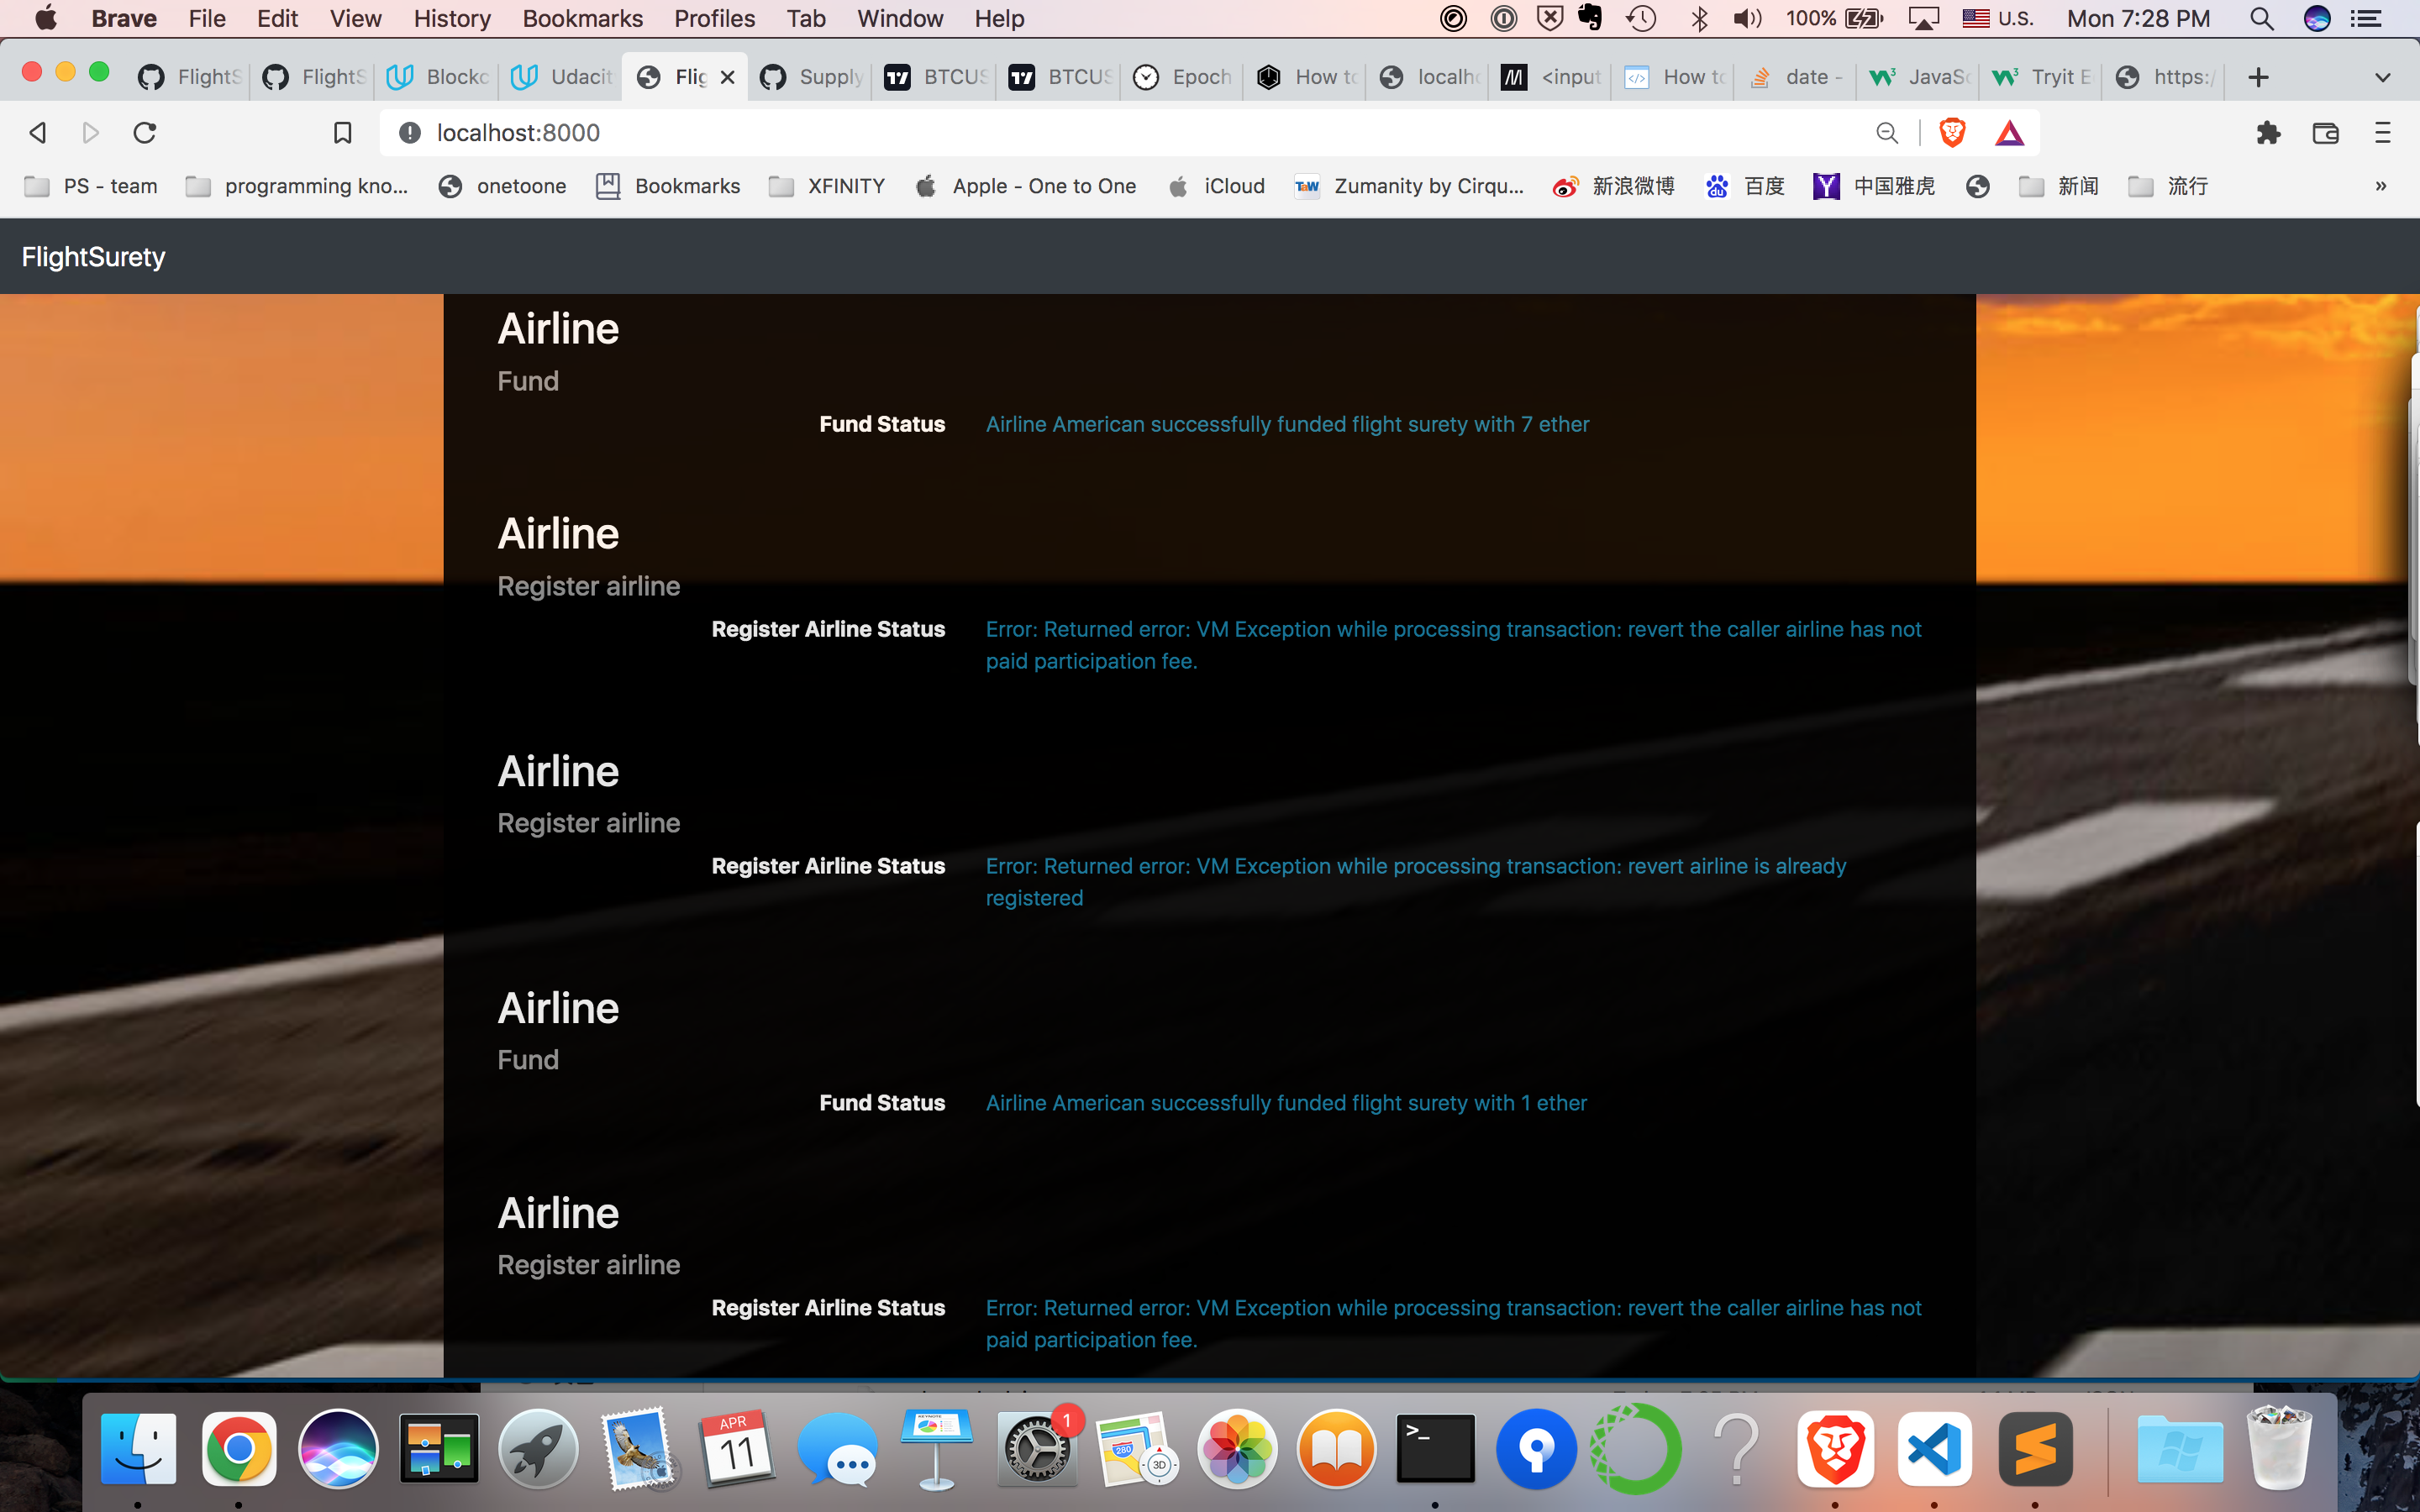 Brave File Edit View History Bookmarks Profiles Tab Window Help 100% U.S. Mon 7:28 PM
FlightS FlightS Blockc Udacit Flig Supply BTCUS BTCUS Epoch How to localho <input How to date - JavaSc Tryit E https:/
localhost:8000
PS - team programming kno... onetoone Bookmarks XFINITY Apple - One to One iCloud Zumanity by Cirqu... 新浪微博 百度 中国雅虎 新闻 流行 »
FlightSurety
Airline
Fund
Fund Status Airline American successfully funded flight surety with 7 ether
Airline
Register airline
Register Airline Status Error: Returned error: VM Exception while processing transaction: revert the caller airline has not
paid participation fee.
Airline
Register airline
Register Airline Status Error: Returned error: VM Exception while processing transaction: revert airline is already
registered
Airline
Fund
Fund Status Airline American successfully funded flight surety with 1 ether
Airline
Register airline
Register Airline Status Error: Returned error: VM Exception while processing transaction: revert the caller airline has not
paid participation fee.
APR
11
1
280
3D
>_